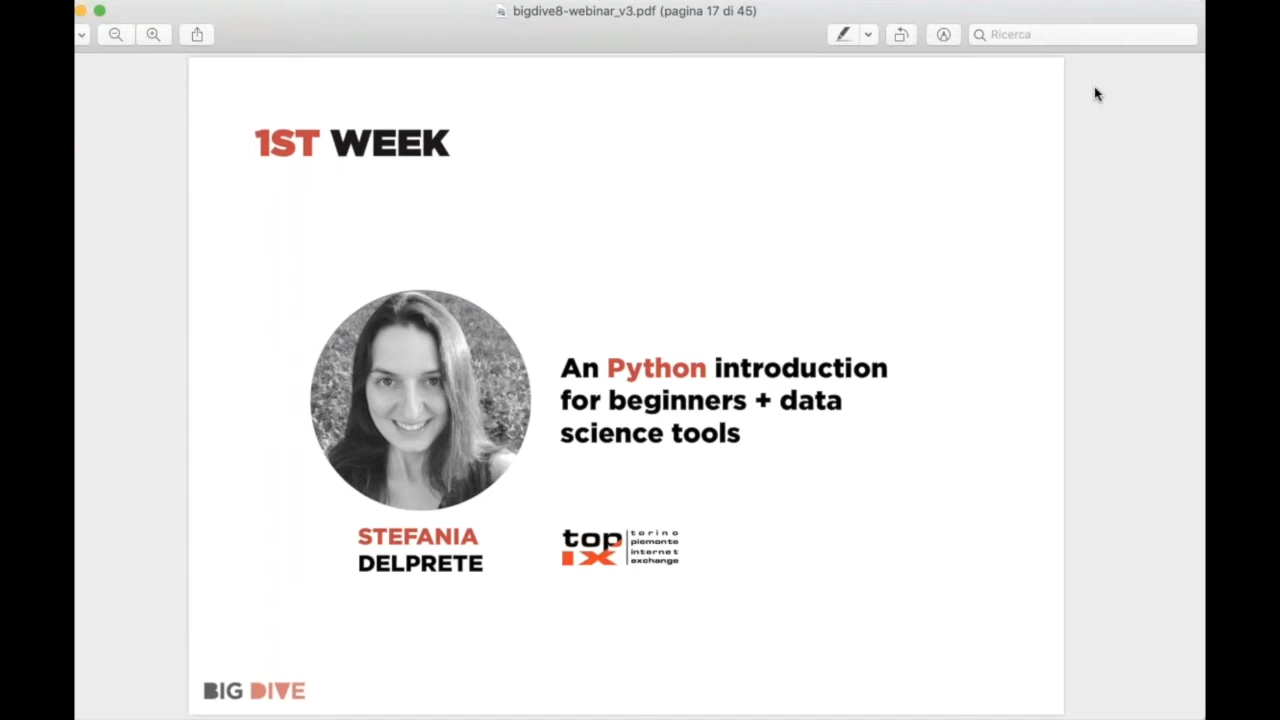 bigdive8-webinar_v3.pdf (pagina 17 di 45)
Ricerca
1ST WEEK
An Python introduction
for beginners + data
science tools
STEFANIA
DELPRETE
top
IX
torino
piemonte
internet
exchange
BIG DIVE